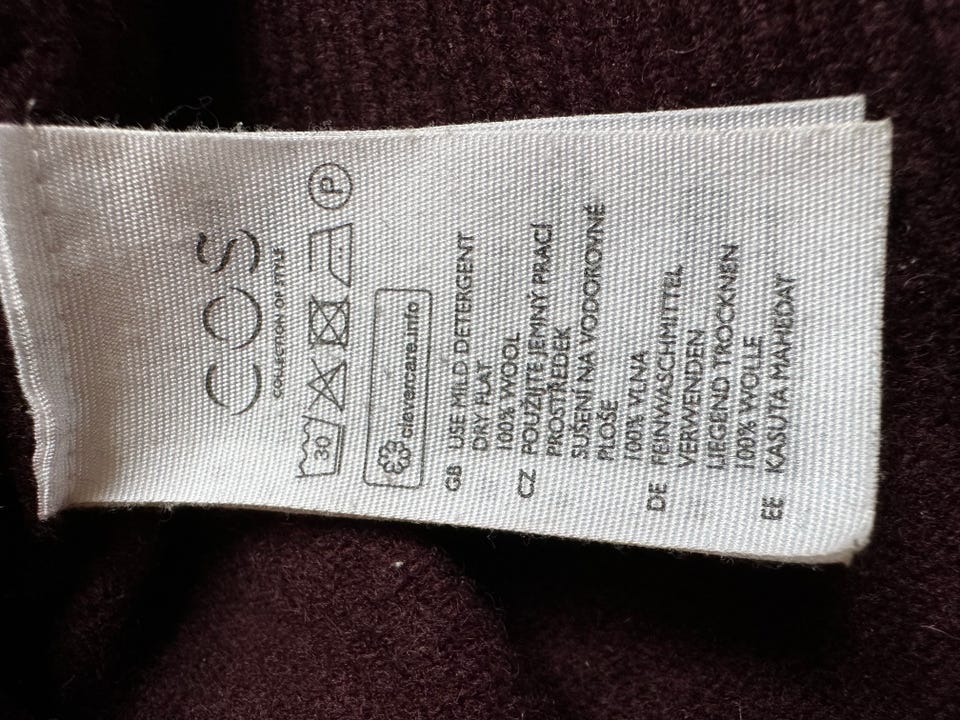 COS
COLLECTION OF STYLE
30 P
clevercare.info
GB USE MILD DETERGENT
DRY FLAT
100% WOOL
CZ POUŽIJTE JEMNÝ PRACÍ
PROSTŘEDEK
SUŠENÍ NA VODOROVNÉ
PLOŠE
100% VLNA
DE FEINWASCHMITTEL
VERWENDEN
LIEGEND TROCKNEN
100% WOLLE
EE KASUTA MAHEDAT